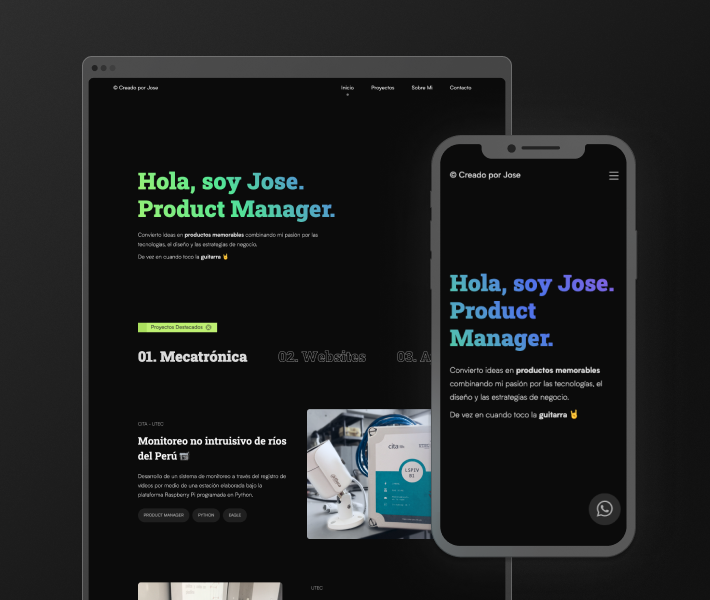 © Creado por Jose
Inicio
Proyectos
Sobre Mí
Contacto
Hola, soy Jose.
Product Manager.
Convierto ideas en productos memorables combinando mi pasión por las
tecnologías, el diseño y las estrategias de negocio.
De vez en cuando toco la guitarra 🤘
Proyectos Destacados
01. Mecatrónica
02. Websites
03. A
CITA - UTEC
Monitoreo no intruisivo de ríos
del Perú
Desarrollo de un sistema de monitoreo a través del registro de
videos por medio de una estación elaborada bajo la
plataforma Raspberry Pi programada en Python.
PRODUCT MANAGER
PYTHON
EAGLE
cita
LSPIV
01
UTEC
© Creado por Jose
Hola, soy Jose.
Product
Manager.
Convierto ideas en productos memorables
combinando mi pasión por las tecnologías, el
diseño y las estrategias de negocio.
De vez en cuando toco la guitarra 🤘